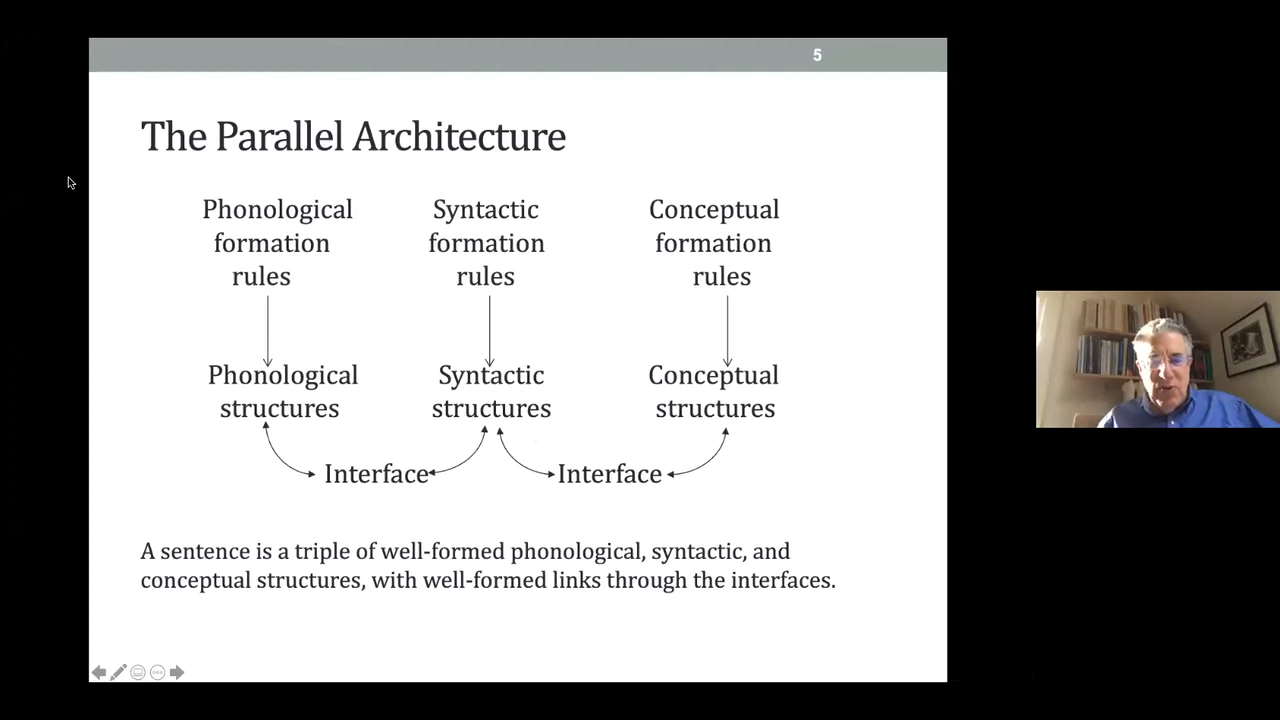 5
The Parallel Architecture
Phonological Syntactic Conceptual
formation formation formation
rules rules rules
Phonological Syntactic Conceptual
structures structures structures
Interface Interface
A sentence is a triple of well-formed phonological, syntactic, and
conceptual structures, with well-formed links through the interfaces.